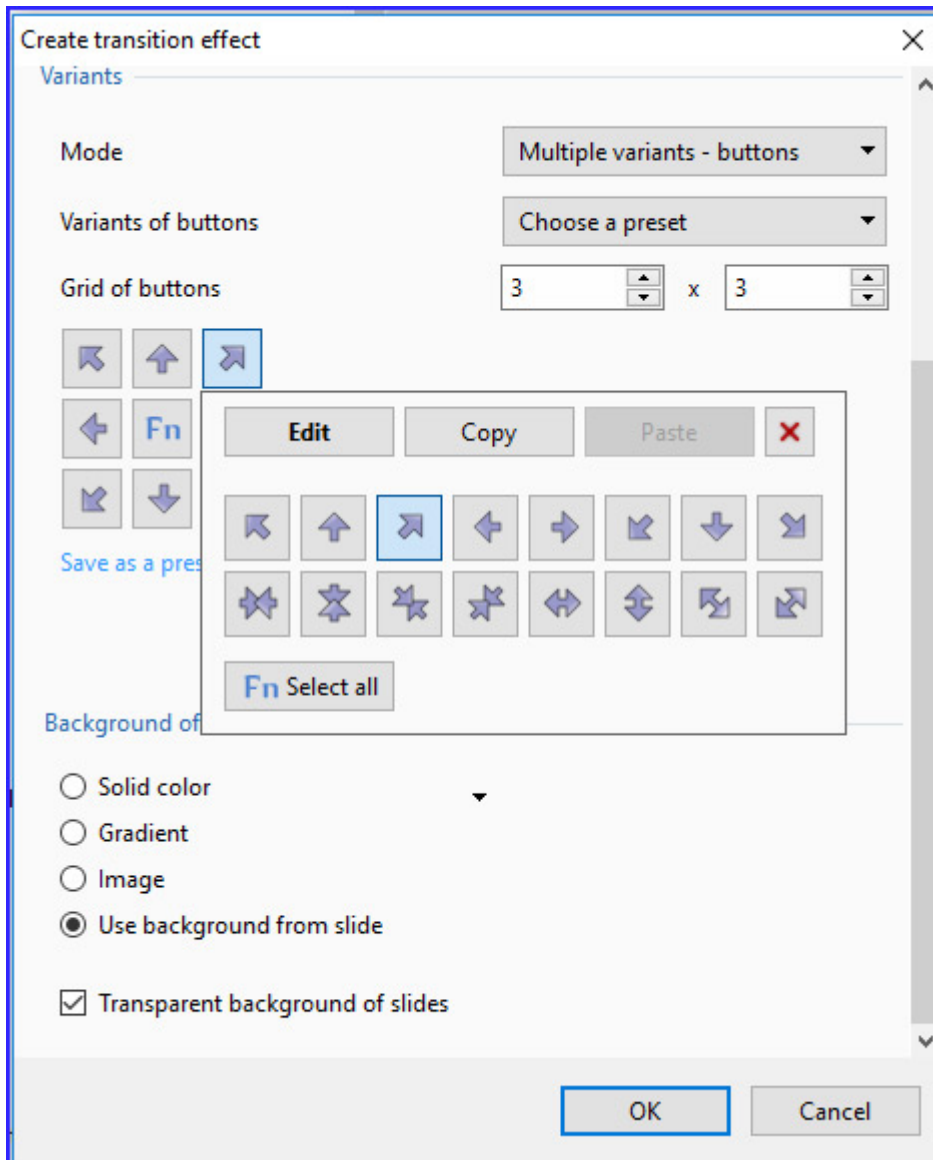 Create transition effect
Variants
Mode
Multiple variants - buttons
Variants of buttons
Choose a preset
Grid of buttons
3 x 3
Fn
Edit Copy Paste
Save as a pres
Fn Select all
Background of
Solid color
Gradient
Image
Use background from slide
Transparent background of slides
OK Cancel